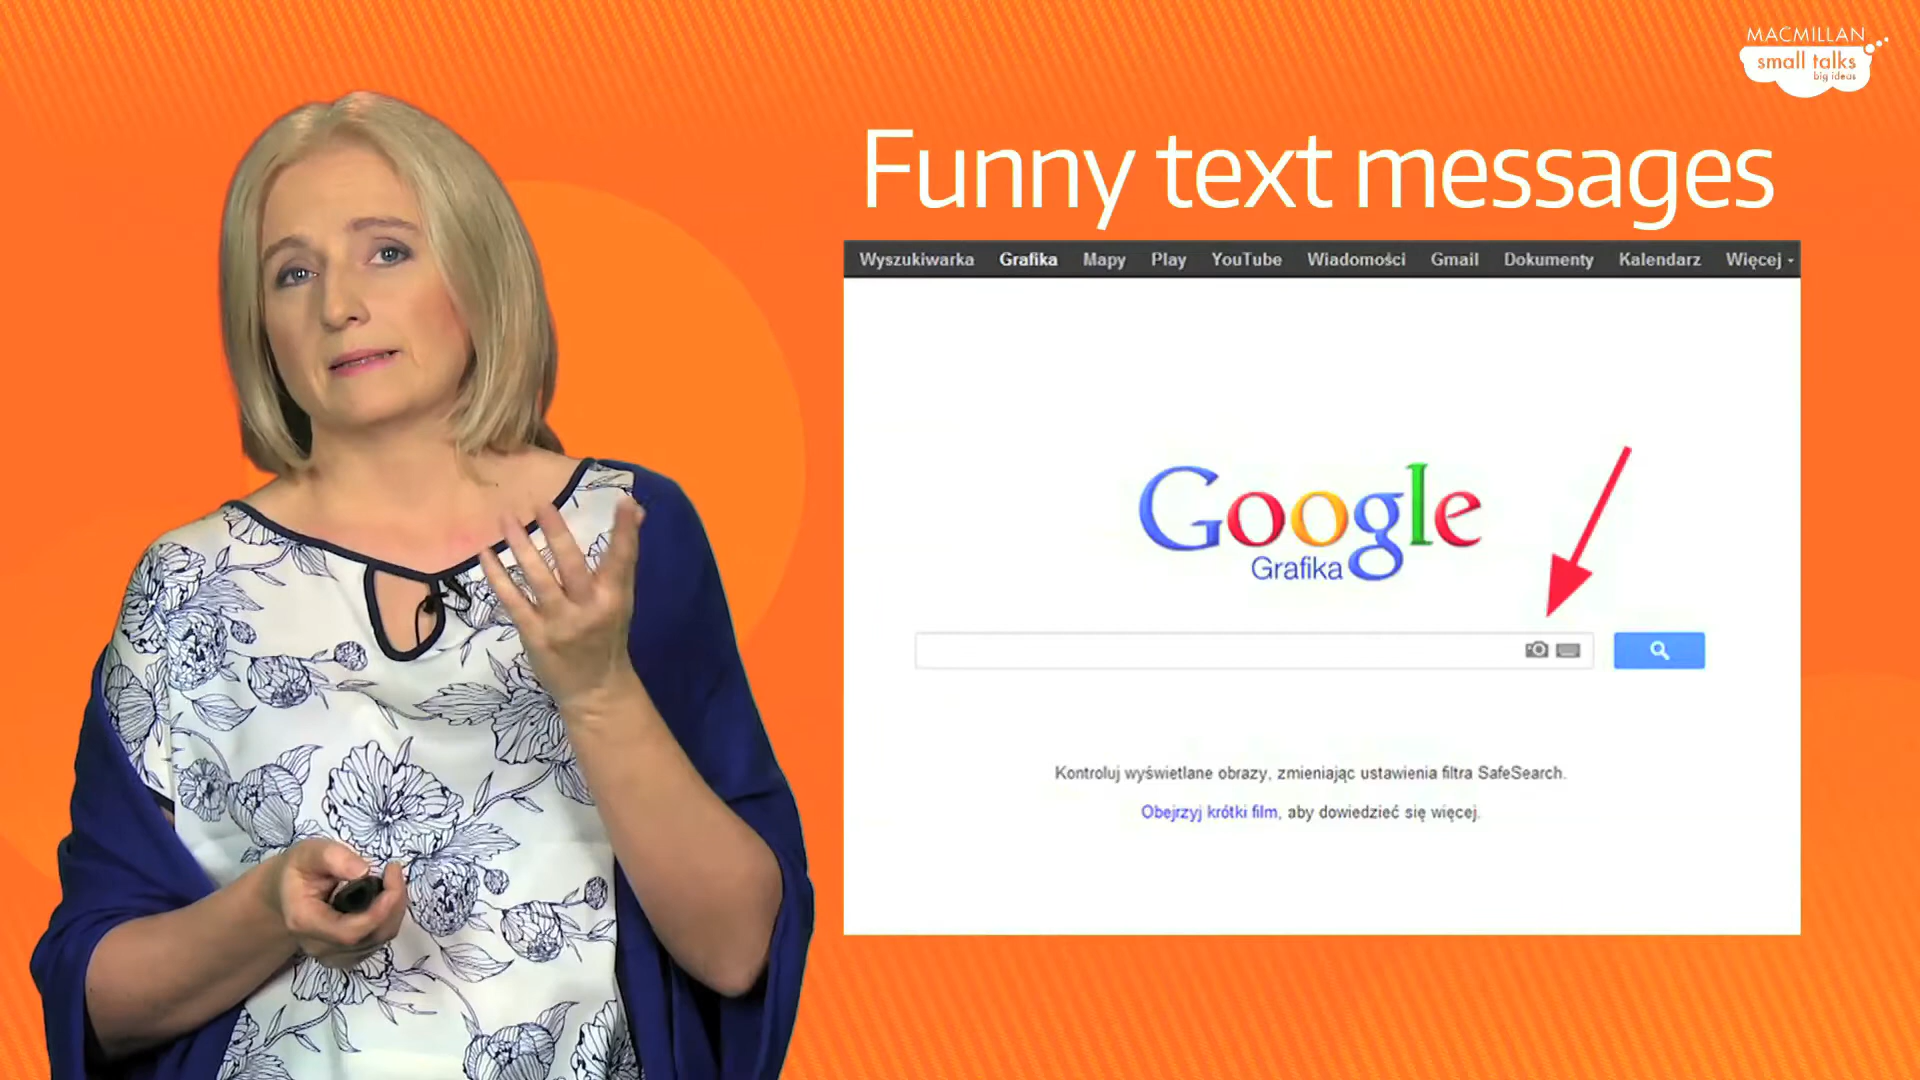 MACMILLAN
small talks
big ideas
Funny text messages
Wyszukiwarka Grafika Mapy Play YouTube Wiadomości Gmail Dokumenty Kalendarz Więcej
Google
Grafika
Kontroluj wyświetlane obrazy, zmieniając ustawienia filtra SafeSearch.
Obejrzyj krótki film, aby dowiedzieć się więcej.